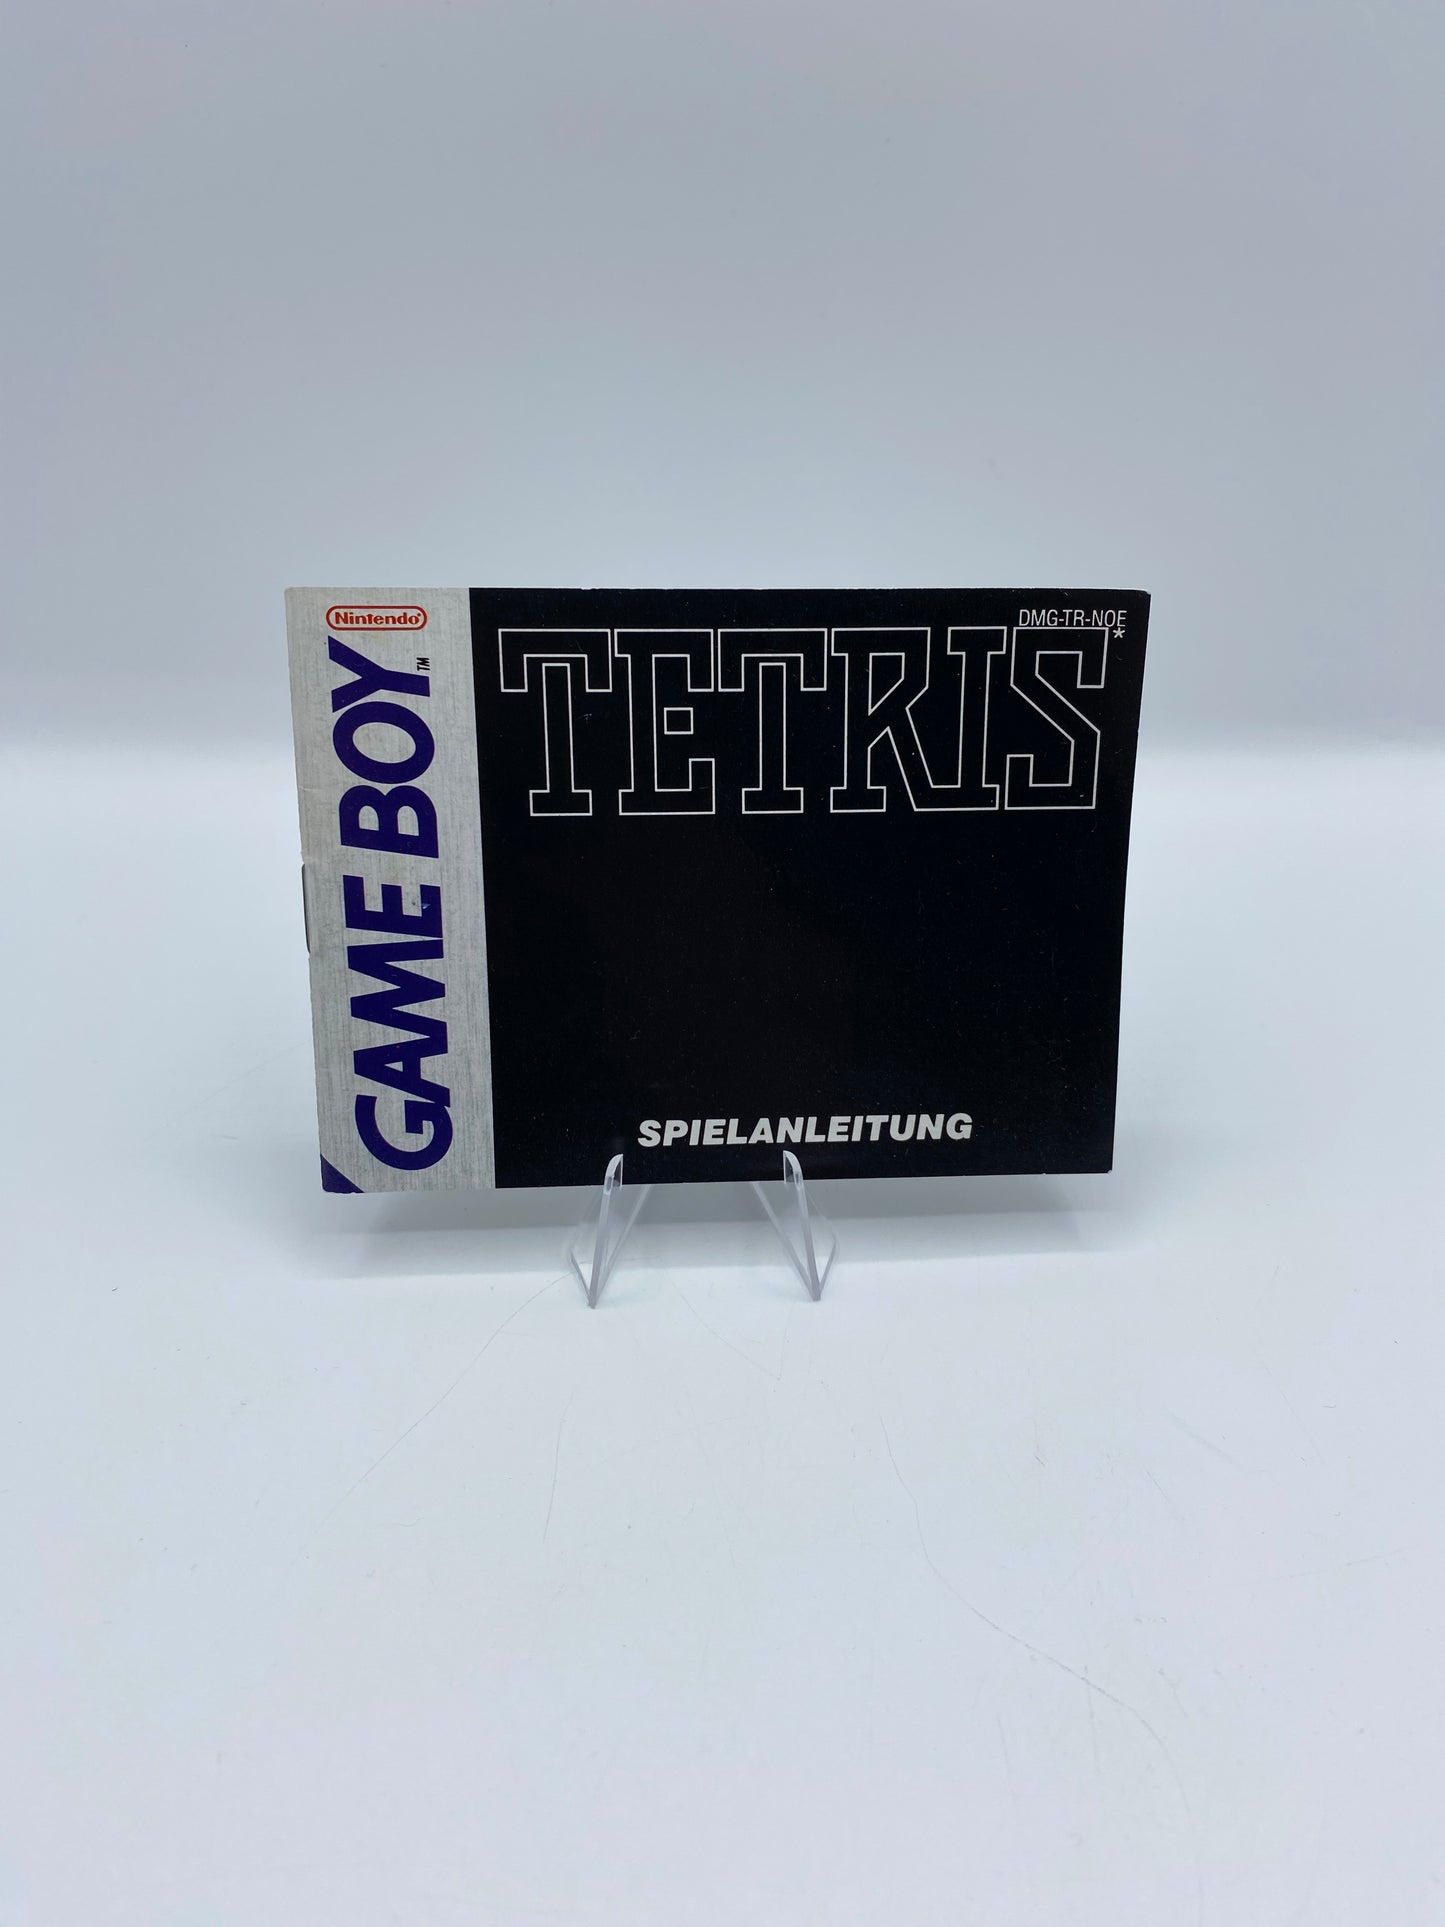 Nintendo®
GAME BOY™
DMG-TR-NOE
TETRIS*
SPIELANLEITUNG